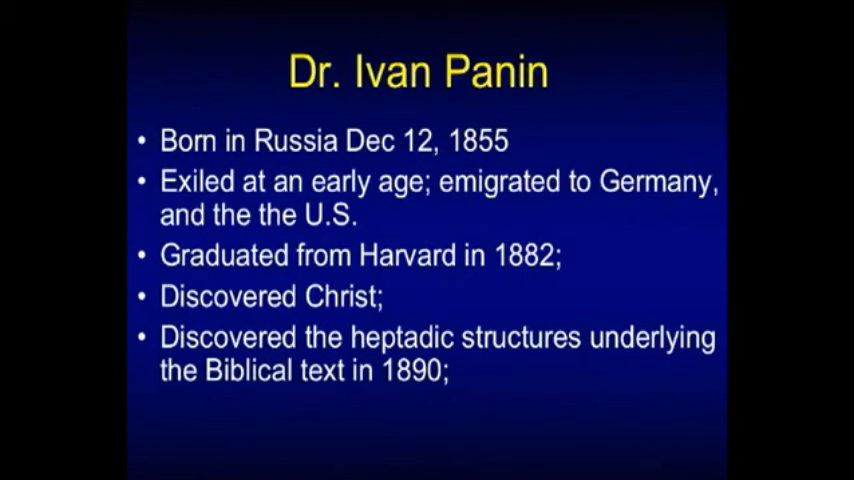 Dr. Ivan Panin
• Born in Russia Dec 12, 1855
• Exiled at an early age; emigrated to Germany,
and the the U.S.
• Graduated from Harvard in 1882;
• Discovered Christ;
• Discovered the heptadic structures underlying
the Biblical text in 1890;